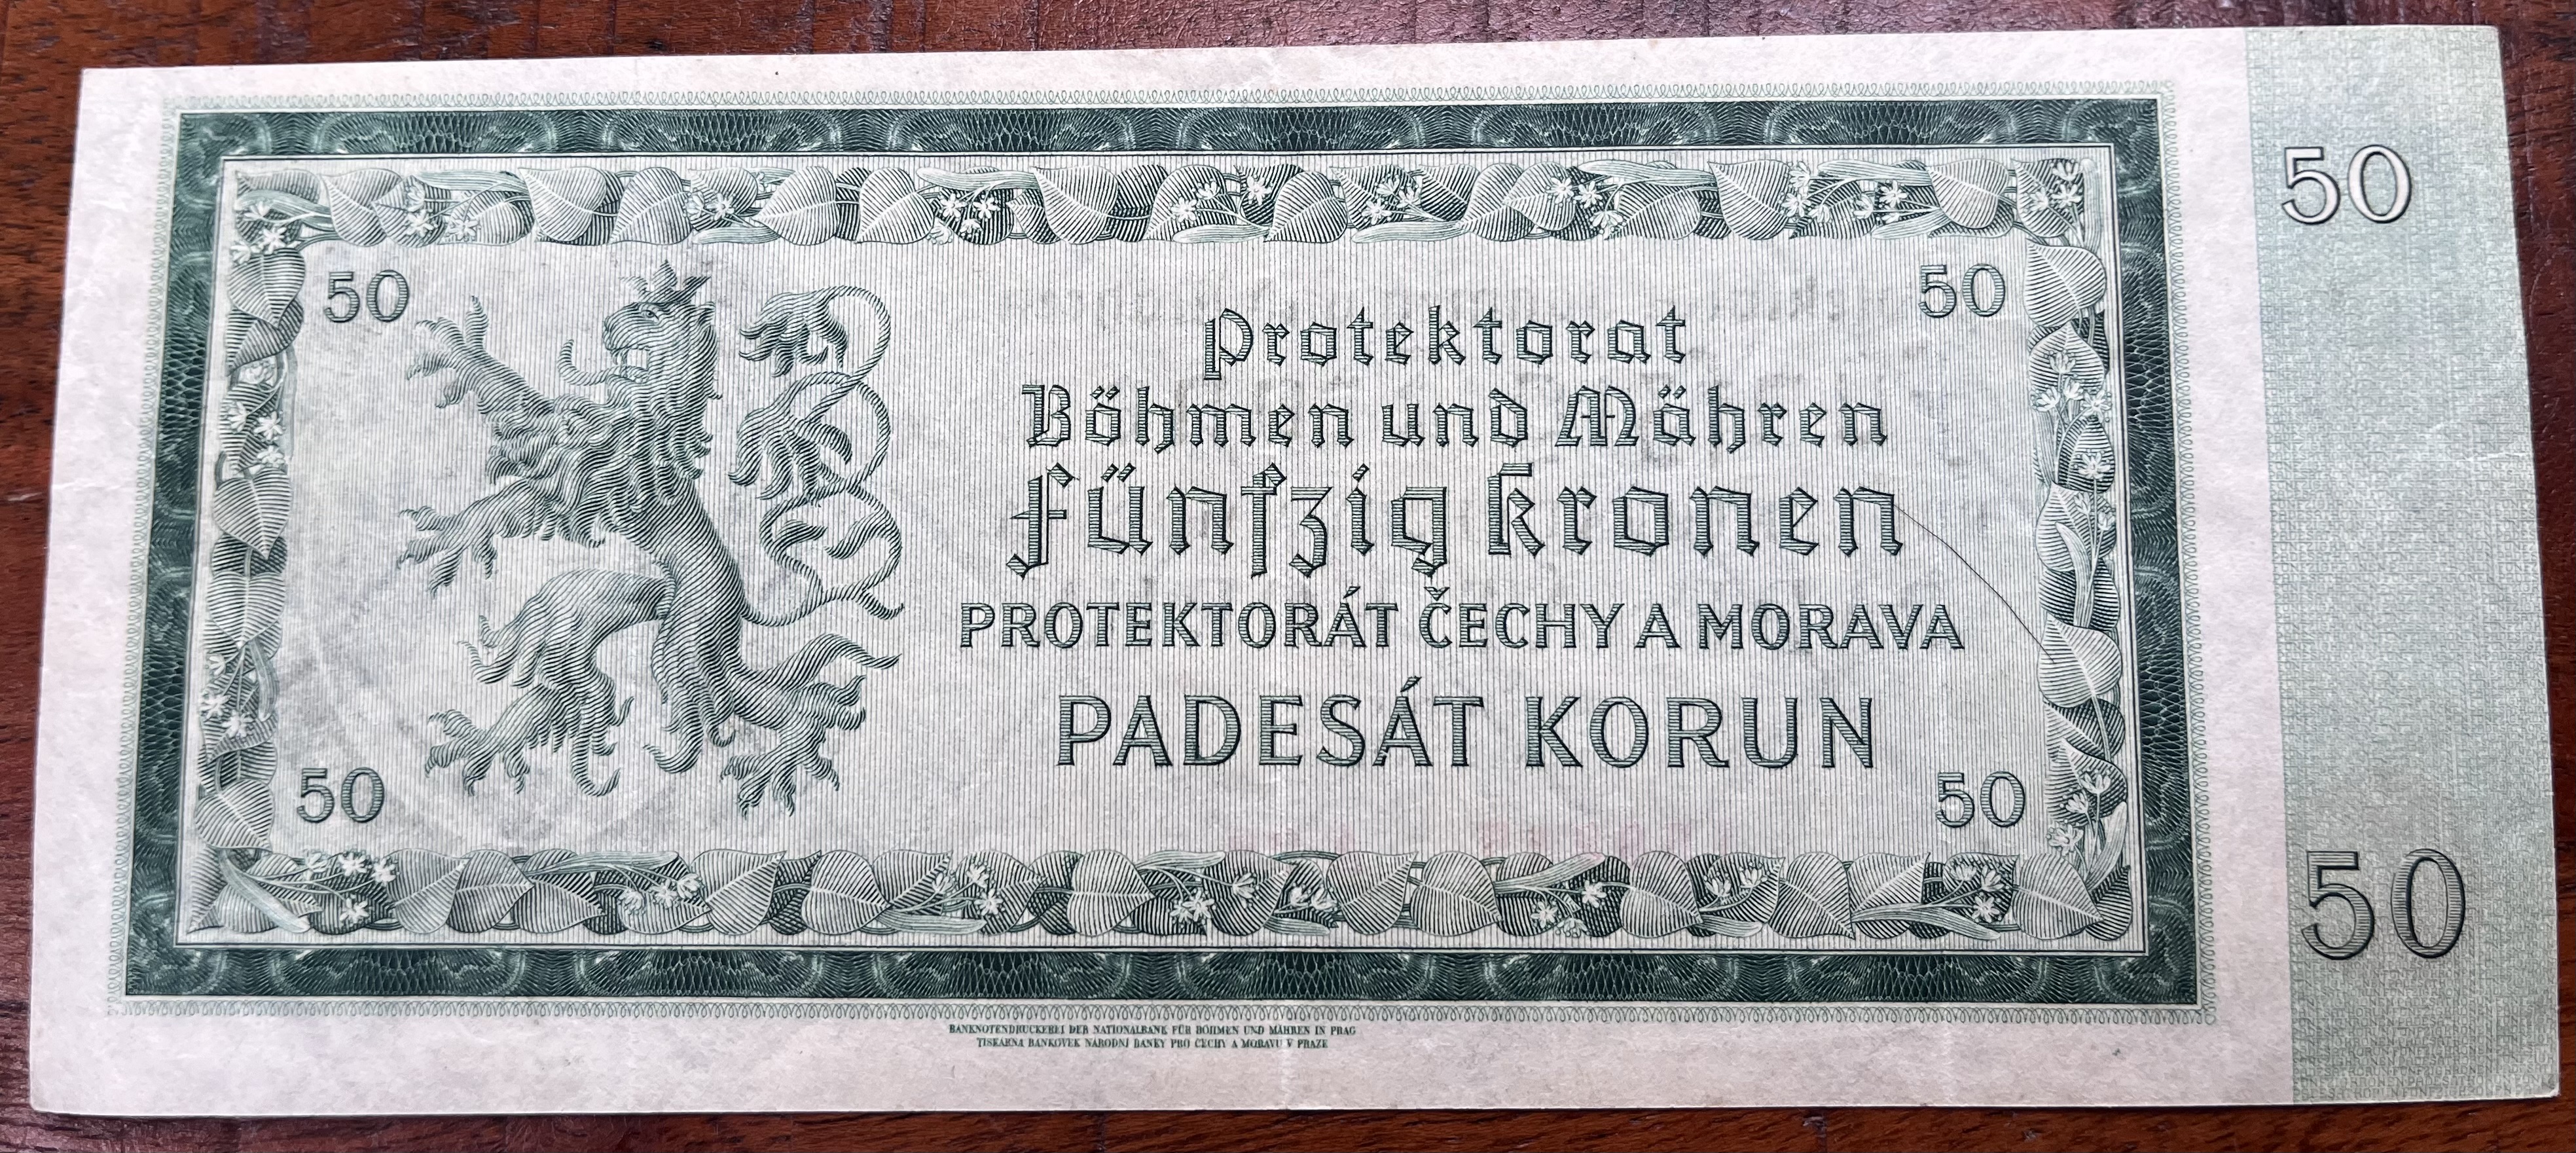 50
50
50
Protektorat
Böhmen und Mähren
Fünfzig Kronen
PROTEKTORÁT ČECHY A MORAVA
PADESÁT KORUN
50
50
50
BANKNOTENDRUCKEREI DER NATIONALBANK FÜR BÖHMEN UND MÄHREN IN PRAG
TISKÁRNA BANKOVEK NÁRODNÍ BANKY PRO ČECHY A MORAVU V PRAZE